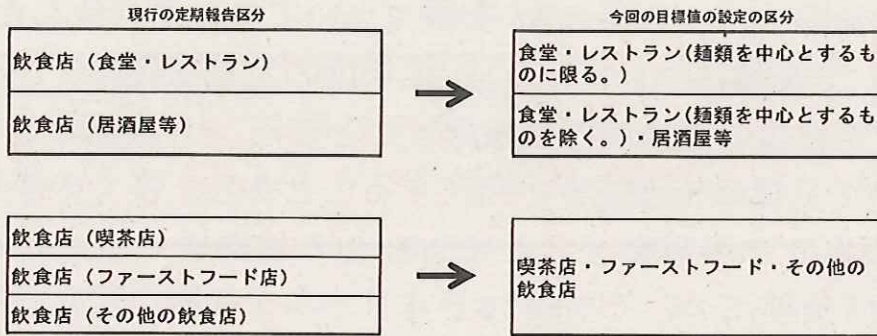 現行の定期報告区分
今回の目標値の設定の区分
飲食店（食堂・レストラン）
飲食店（居酒屋等）
食堂・レストラン(麺類を中心とするも
のに限る。)
食堂・レストラン(麺類を中心とするも
のを除く。)・居酒屋等
飲食店（喫茶店）
飲食店（ファーストフード店）
飲食店（その他の飲食店）
喫茶店・ファーストフード・その他の
飲食店